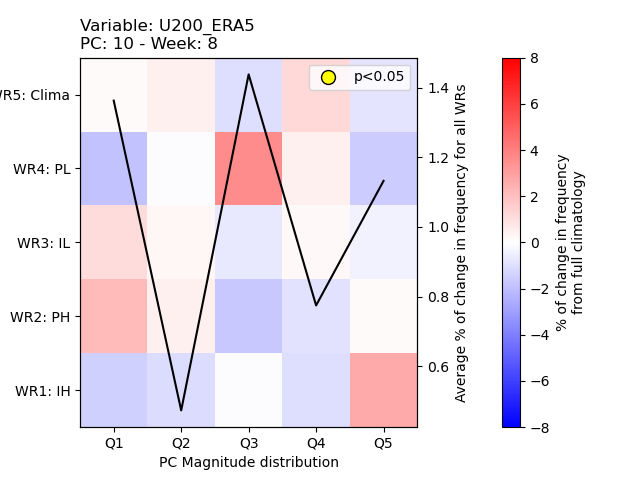 Variable: U200_ERA5
PC: 10 - Week: 8
p<0.05
WR5: Clima
WR4: PL
WR3: IL
WR2: PH
WR1: IH
Q1 Q2 Q3 Q4 Q5
PC Magnitude distribution
1.4
1.2
1.0
0.8
0.6
Average % of change in frequency for all WRs
8
6
4
2
0
−2
−4
−6
−8
% of change in frequency
from full climatology